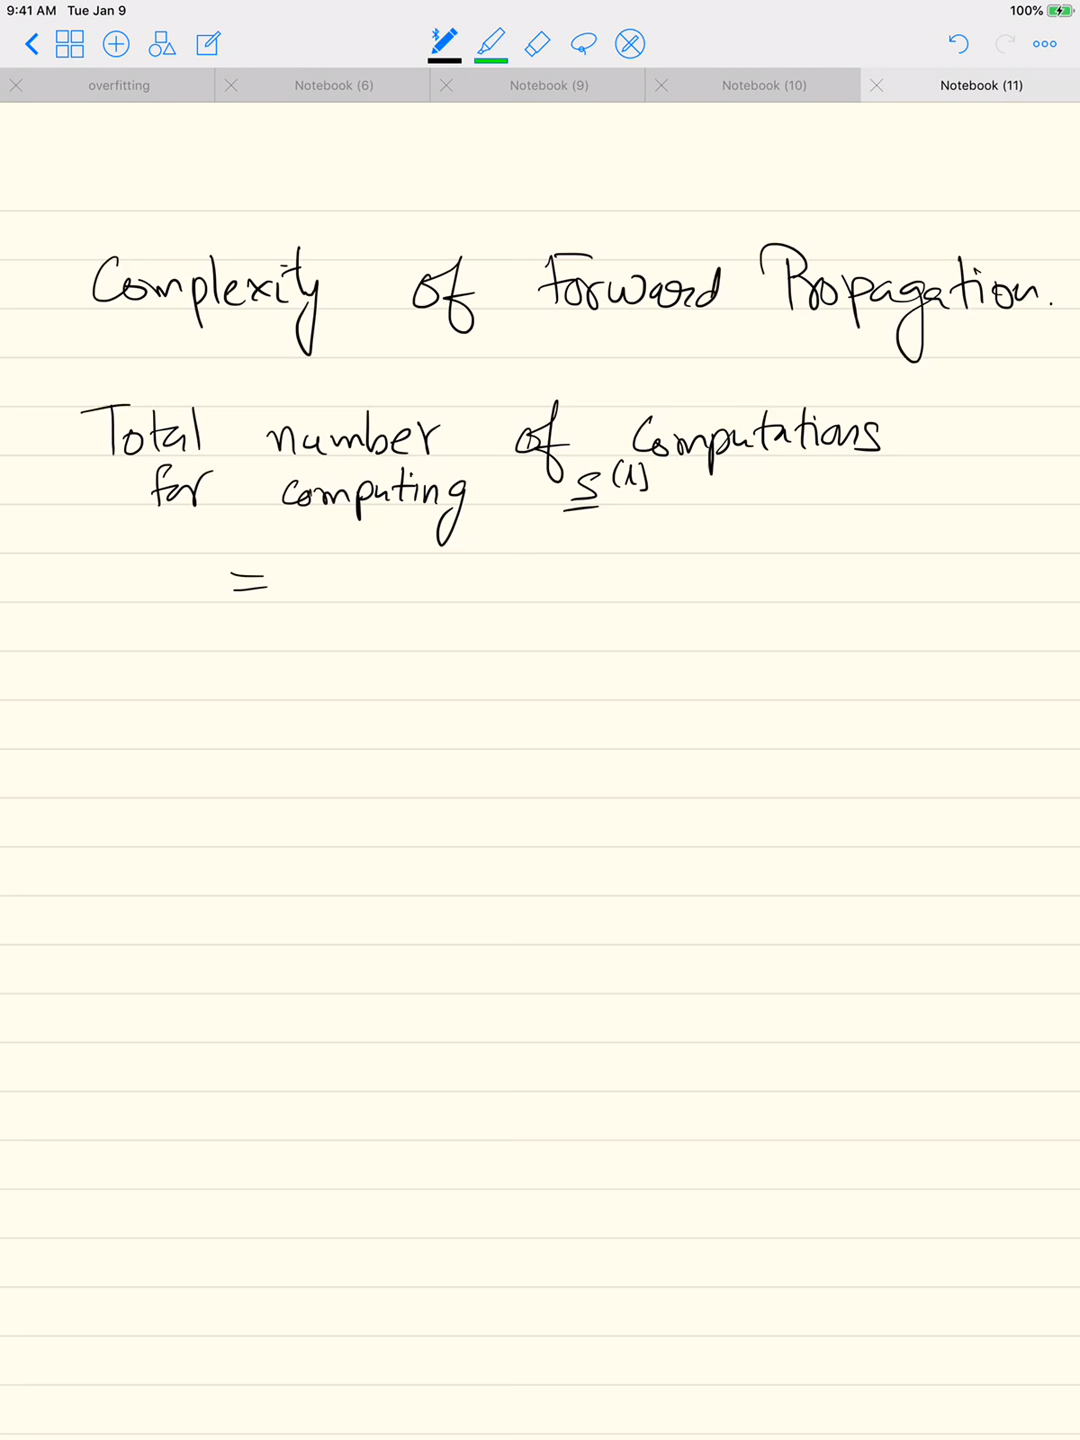 9:41 AM Tue Jan 9 100%
overfitting Notebook (6) Notebook (9) Notebook (10) Notebook (11)
Complexity of Forward Propagation.
Total number of Computations
for computing s(1)
=